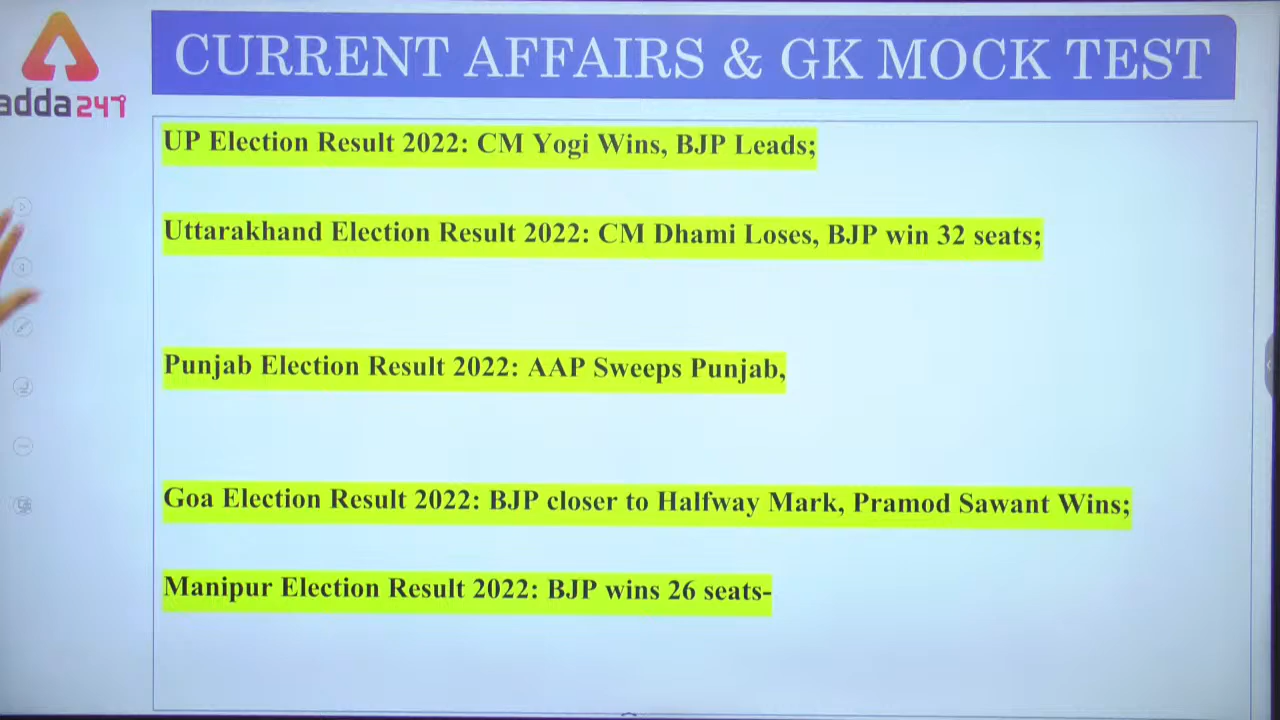 CURRENT AFFAIRS & GK MOCK TEST
adda247
UP Election Result 2022: CM Yogi Wins, BJP Leads;
Uttarakhand Election Result 2022: CM Dhami Loses, BJP win 32 seats;
Punjab Election Result 2022: AAP Sweeps Punjab,
Goa Election Result 2022: BJP closer to Halfway Mark, Pramod Sawant Wins;
Manipur Election Result 2022: BJP wins 26 seats-